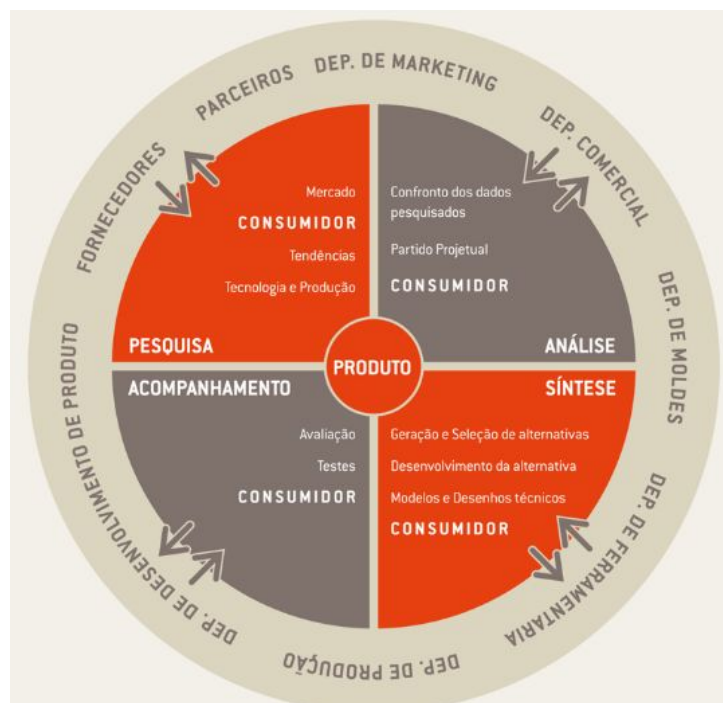 FORNECEDORES
PARCEIROS
DEP. DE MARKETING
DEP. COMERCIAL
DEP. DE MOLDES
DEP. DE FERRAMENTARIA
DEP. DE PRODUÇÃO
DEP. DE DESENVOLVIMENTO DE PRODUTO
Mercado
CONSUMIDOR
Tendências
Tecnologia e Produção
PESQUISA
Confronto dos dados
pesquisados
Partido Projetual
CONSUMIDOR
ANÁLISE
PRODUTO
ACOMPANHAMENTO
Avaliação
Testes
CONSUMIDOR
SÍNTESE
Geração e Seleção de alternativas
Desenvolvimento da alternativa
Modelos e Desenhos técnicos
CONSUMIDOR